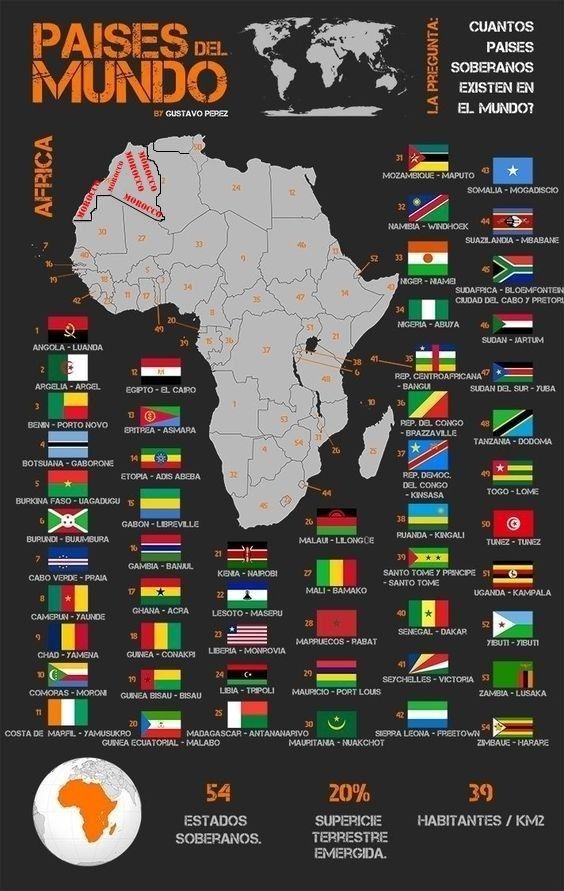 PAISES DEL
MUNDO
BY GUSTAVO PEREZ
LA PREGUNTA:
CUANTOS
PAISES
SOBERANOS
EXISTEN EN
EL MUNDO?
AFRICA
MOROCCO
MOROCCO
MOROCCO
MOROCCO
MOROCCO
1
ANGOLA - LUANDA
2
ARGELIA - ARGEL
3
BENIN - PORTO NOVO
4
BOTSUANA - GABORONE
5
BURKINA FASO - UAGADUGU
6
BURUNDI - BUJUMBURA
7
CABO VERDE - PRAIA
8
CAMERUN - YAUNDE
9
CHAD - YAMENA
10
COMORAS - MORONI
11
COSTA DE MARFIL - YAMUSUKRO
12
EGIPTO - EL CAIRO
13
ERITREA - ASMARA
14
ETOPIA - ADIS ABEBA
15
GABON - LIBREVILLE
16
GAMBIA - BANJUL
17
GHANA - ACRA
18
GUINEA - CONAKRI
19
GUINEA BISAU - BISAU
20
GUINEA ECUATORIAL - MALABO
21
KENIA - NAIROBI
22
LESOTO - MASERU
23
LIBERIA - MONROVIA
24
LIBIA - TRIPOLI
25
MADAGASCAR - ANTANANARIVO
26
MALAUI - LILONGÜE
27
MALI - BAMAKO
28
MARRUECOS - RABAT
29
MAURICIO - PORT LOUIS
30
MAURITANIA - NUAKCHOT
31
MOZAMBIQUE - MAPUTO
32
NAMIBIA - WINDHOEK
33
NIGER - NIAMEI
34
NIGERIA - ABUYA
35
REP. CENTROAFRICANA
- BANGUI
36
REP. DEL CONGO
- BRAZZAVILLE
37
REP. DEMOC.
DEL CONGO
- KINSASA
38
RUANDA - KINGALI
39
SANTO TOME Y PRINCIPE
- SANTO TOME
40
SENEGAL - DAKAR
41
SEYCHELLES - VICTORIA
42
SIERRA LEONA - FREETOWN
43
SOMALIA - MOGADISCIO
44
SUAZILANDIA - MBABANE
45
SUDAFRICA - BLOEMFONTEIN
CIUDAD DEL CABO Y PRETORI
46
SUDAN - JARTUM
47
SUDAN DEL SUR - YUBA
48
TANZANIA - DODOMA
49
TOGO - LOME
50
TUNEZ - TUNEZ
51
UGANDA - KAMPALA
52
YIBUTI - YIBUTI
53
ZAMBIA - LUSAKA
54
ZIMBAUE - HARARE
54
ESTADOS
SOBERANOS.
20%
SUPERICIE
TERRESTRE
EMERGIDA.
39
HABITANTES / KM2